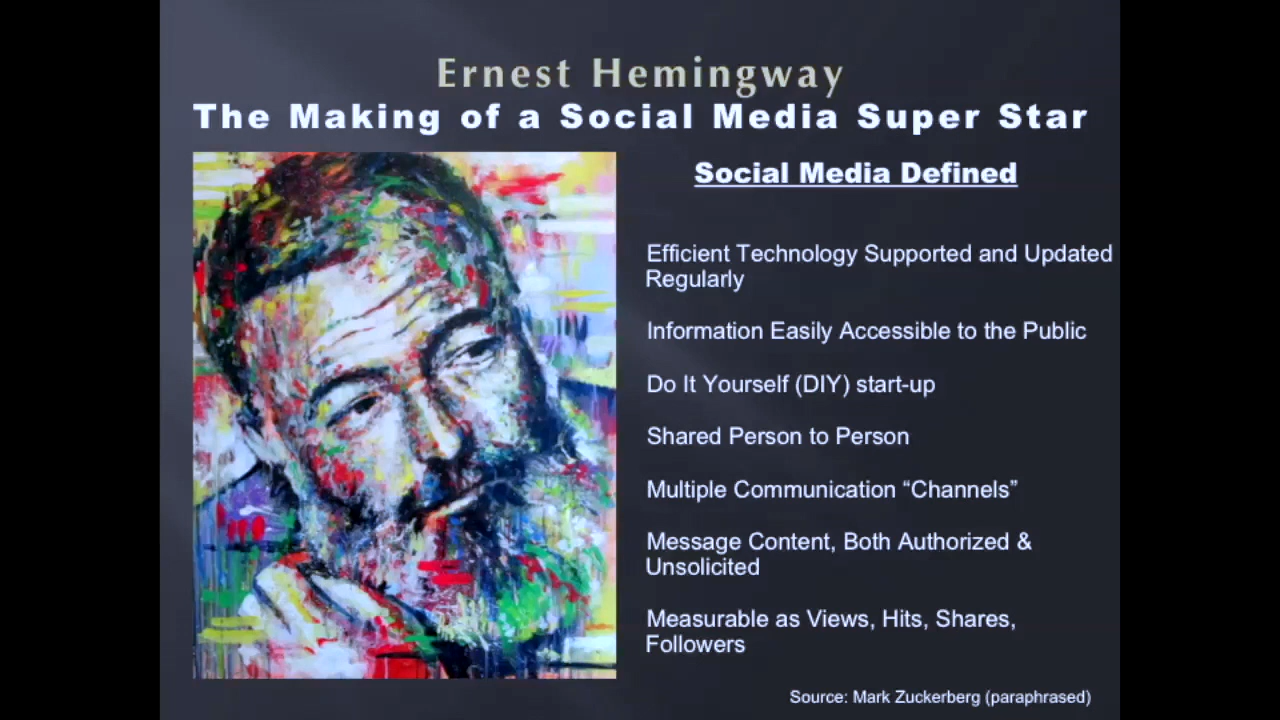 Ernest Hemingway
The Making of a Social Media Super Star
Social Media Defined
Efficient Technology Supported and Updated
Regularly
Information Easily Accessible to the Public
Do It Yourself (DIY) start-up
Shared Person to Person
Multiple Communication “Channels”
Message Content, Both Authorized &
Unsolicited
Measurable as Views, Hits, Shares,
Followers
Source: Mark Zuckerberg (paraphrased)